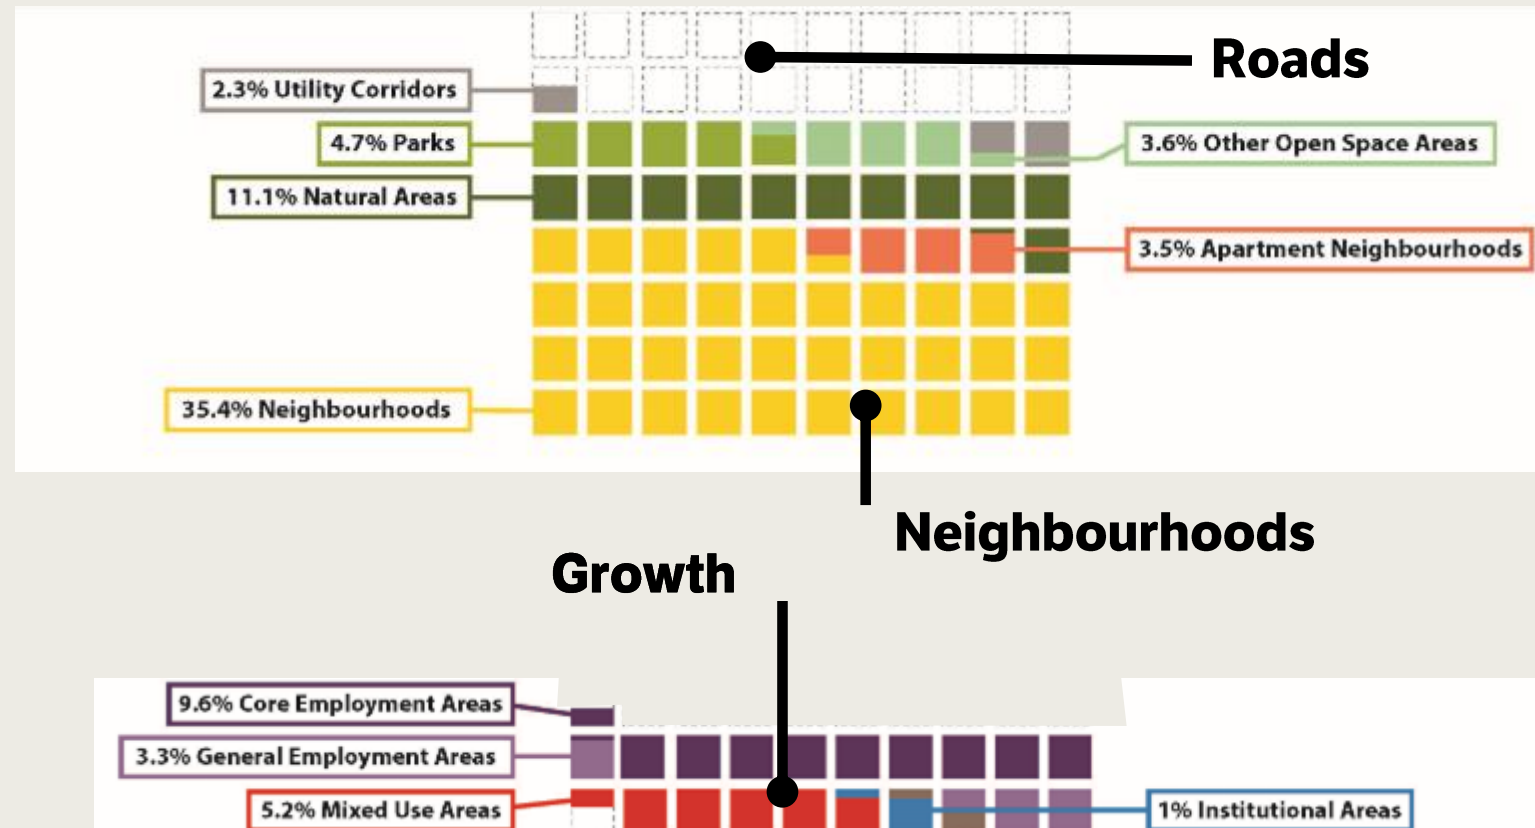 Roads
2.3% Utility Corridors
4.7% Parks
3.6% Other Open Space Areas
11.1% Natural Areas
3.5% Apartment Neighbourhoods
35.4% Neighbourhoods
Neighbourhoods
Growth
9.6% Core Employment Areas
3.3% General Employment Areas
5.2% Mixed Use Areas
1% Institutional Areas